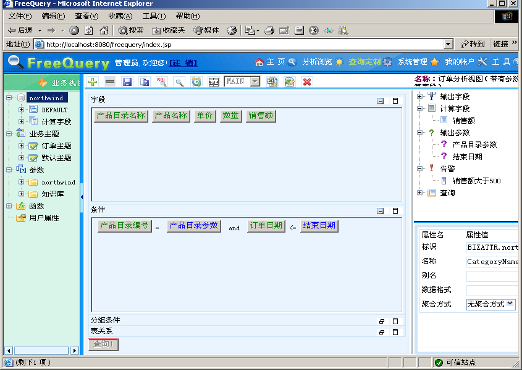 FreeQuery - Microsoft Internet Explorer
文件(F) 编辑(E) 查看(V) 收藏(A) 工具(T) 帮助(H)
后退 搜索 收藏夹 媒体
地址(D) http://localhost:8080/freequery/index.jsp 转到 链接 »
FreeQuery 管理员 欢迎您! [注 销] 主 页 分析浏览 查询定制 系统管理 我的帐户 工 具
业务视
northwind
DEFAULT
计算字段
业务主题
订单主题
默认主题
参数
northwind
知识库
函数
用户属性
MAIN
字段
产品目录名称 产品名称 单价 数量 销售额
条件
产品目录编号 = 产品目录参数 and 订单日期 <= 结束日期
分组条件
表关系
查询1
名称: 订单分析视图(带有参数
输出字段
计算字段
销售额
输出参数
产品目录参数
结束日期
告警
销售额大于500
查询
属性名 属性值
标识 BIZATTR.nort
名称 CategoryName
别名
数据格式
聚合方式 无聚合方式
(剩下1 项) 可信站点